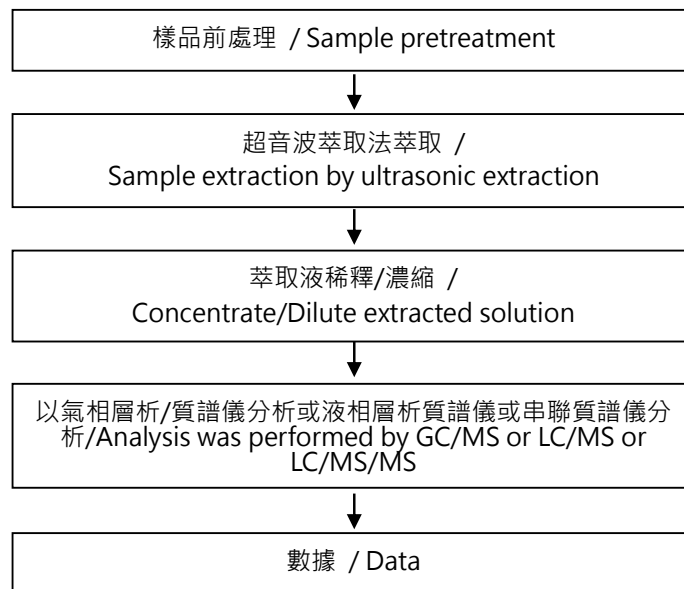 樣品前處理 / Sample pretreatment
超音波萃取法萃取 /
Sample extraction by ultrasonic extraction
萃取液稀釋/濃縮 /
Concentrate/Dilute extracted solution
以氣相層析/質譜儀分析或液相層析質譜儀或串聯質譜儀分
析/Analysis was performed by GC/MS or LC/MS or
LC/MS/MS
數據 / Data